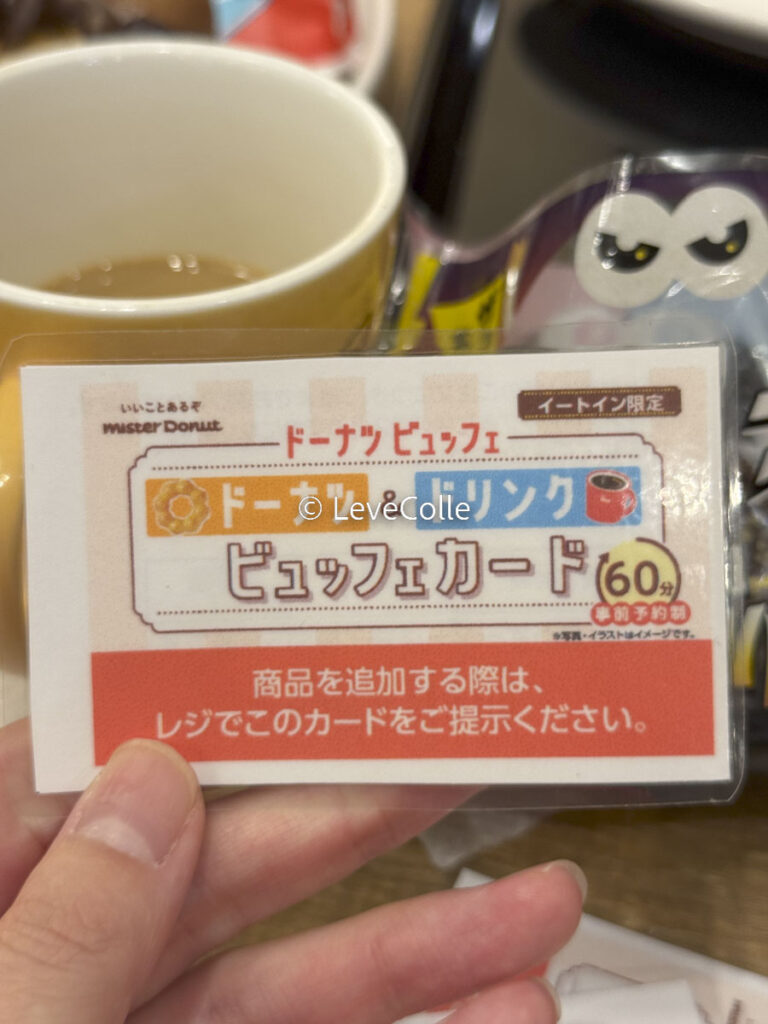 いいことあるぞ
mister Donut
イートイン限定
ドーナツ ビュッフェ
ドーナツ & ドリンク
© LeveColle
ビュッフェカード
60分
事前予約制
※写真・イラストはイメージです。
商品を追加する際は、
レジでこのカードをご提示ください。